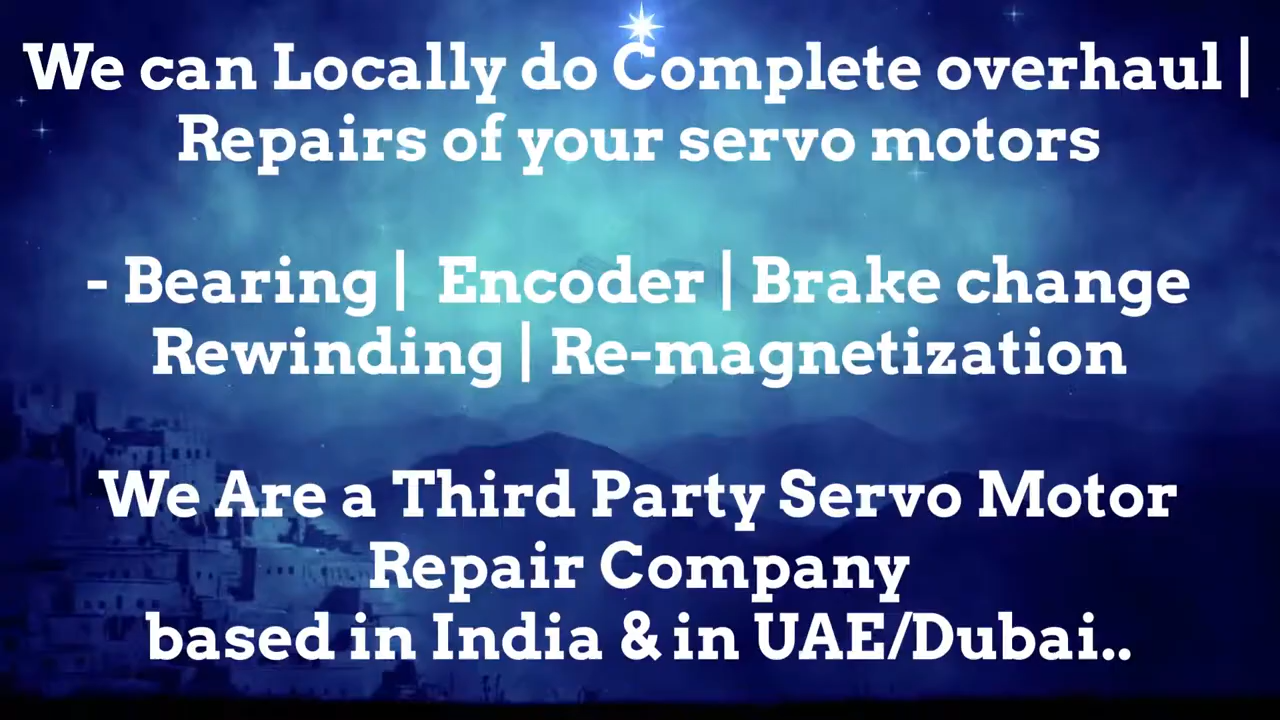 We can Locally do Complete overhaul |
Repairs of your servo motors
- Bearing | Encoder | Brake change
Rewinding | Re-magnetization
We Are a Third Party Servo Motor
Repair Company
based in India & in UAE/Dubai..